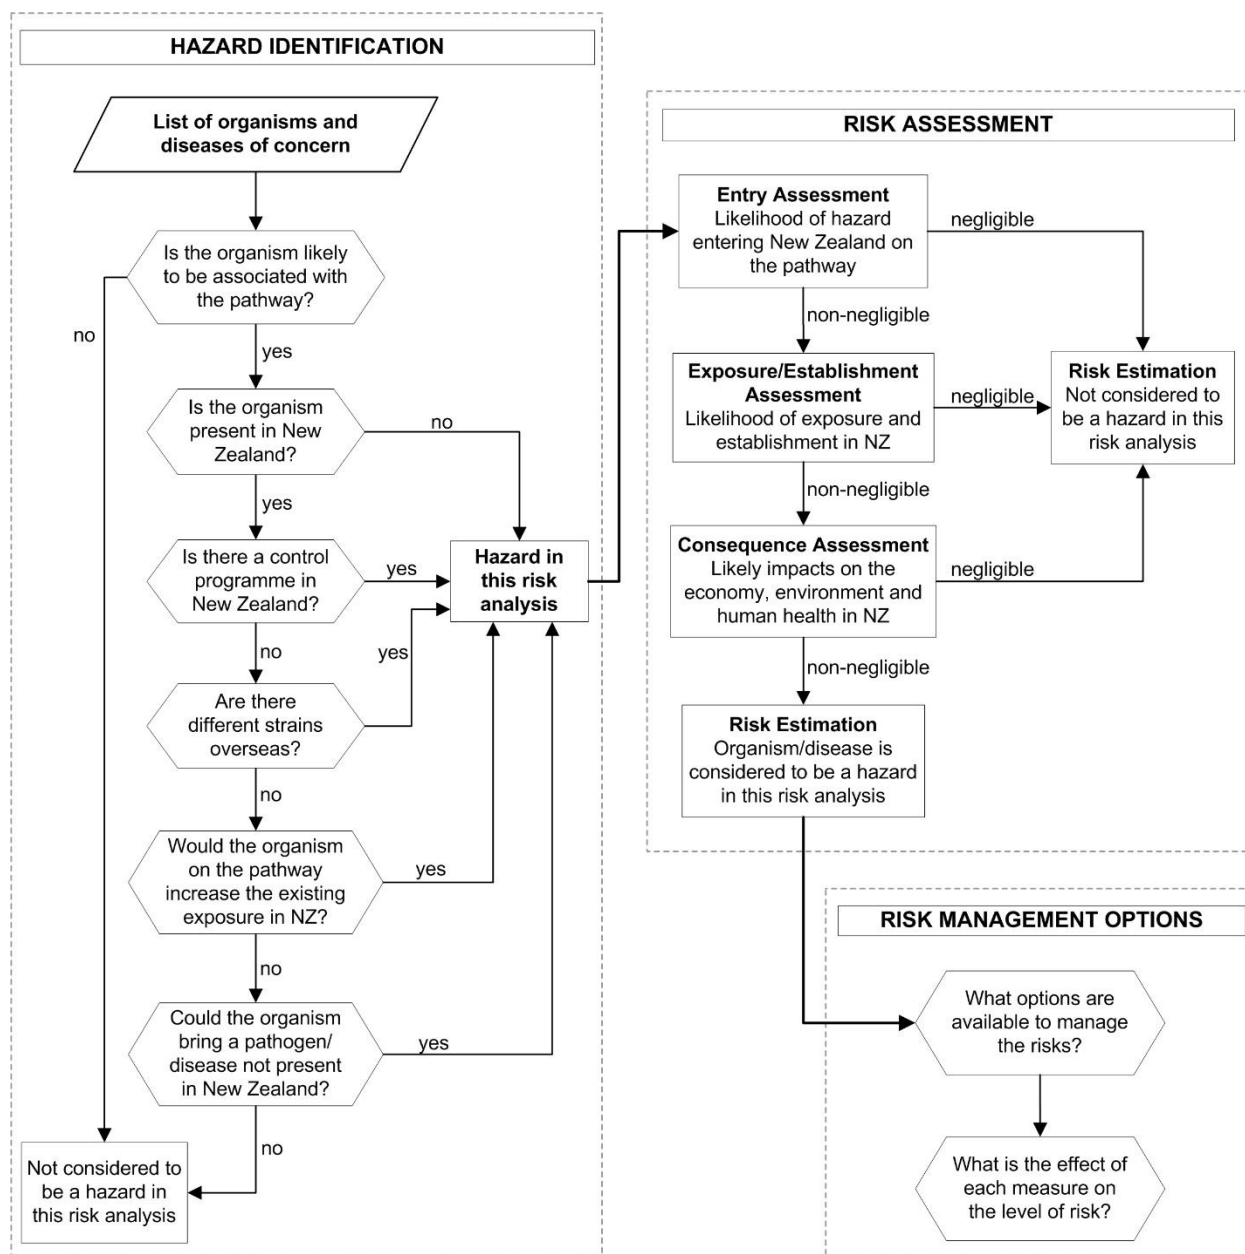 HAZARD IDENTIFICATION
List of organisms and
diseases of concern
Is the organism likely
to be associated with
the pathway?
no
yes
Is the organism
present in New
Zealand?
no
yes
Is there a control
programme in
New Zealand?
yes
no
Hazard in
this risk
analysis
Are there
different strains
overseas?
yes
no
Would the organism
on the pathway
increase the existing
exposure in NZ?
yes
no
Could the organism
bring a pathogen/
disease not present
in New Zealand?
yes
no
Not considered to
be a hazard in
this risk analysis
RISK ASSESSMENT
Entry Assessment
Likelihood of hazard
entering New Zealand on
the pathway
negligible
non-negligible
Exposure/Establishment
Assessment
Likelihood of exposure and
establishment in NZ
negligible
Risk Estimation
Not considered to
be a hazard in this
risk analysis
non-negligible
Consequence Assessment
Likely impacts on the
economy, environment and
human health in NZ
negligible
non-negligible
Risk Estimation
Organism/disease is
considered to be a hazard
in this risk analysis
RISK MANAGEMENT OPTIONS
What options are
available to manage
the risks?
What is the effect of
each measure on
the level of risk?